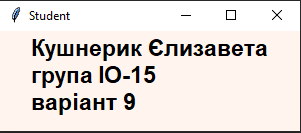 Student
Кушнерик Єлизавета
група ІО-15
варіант 9